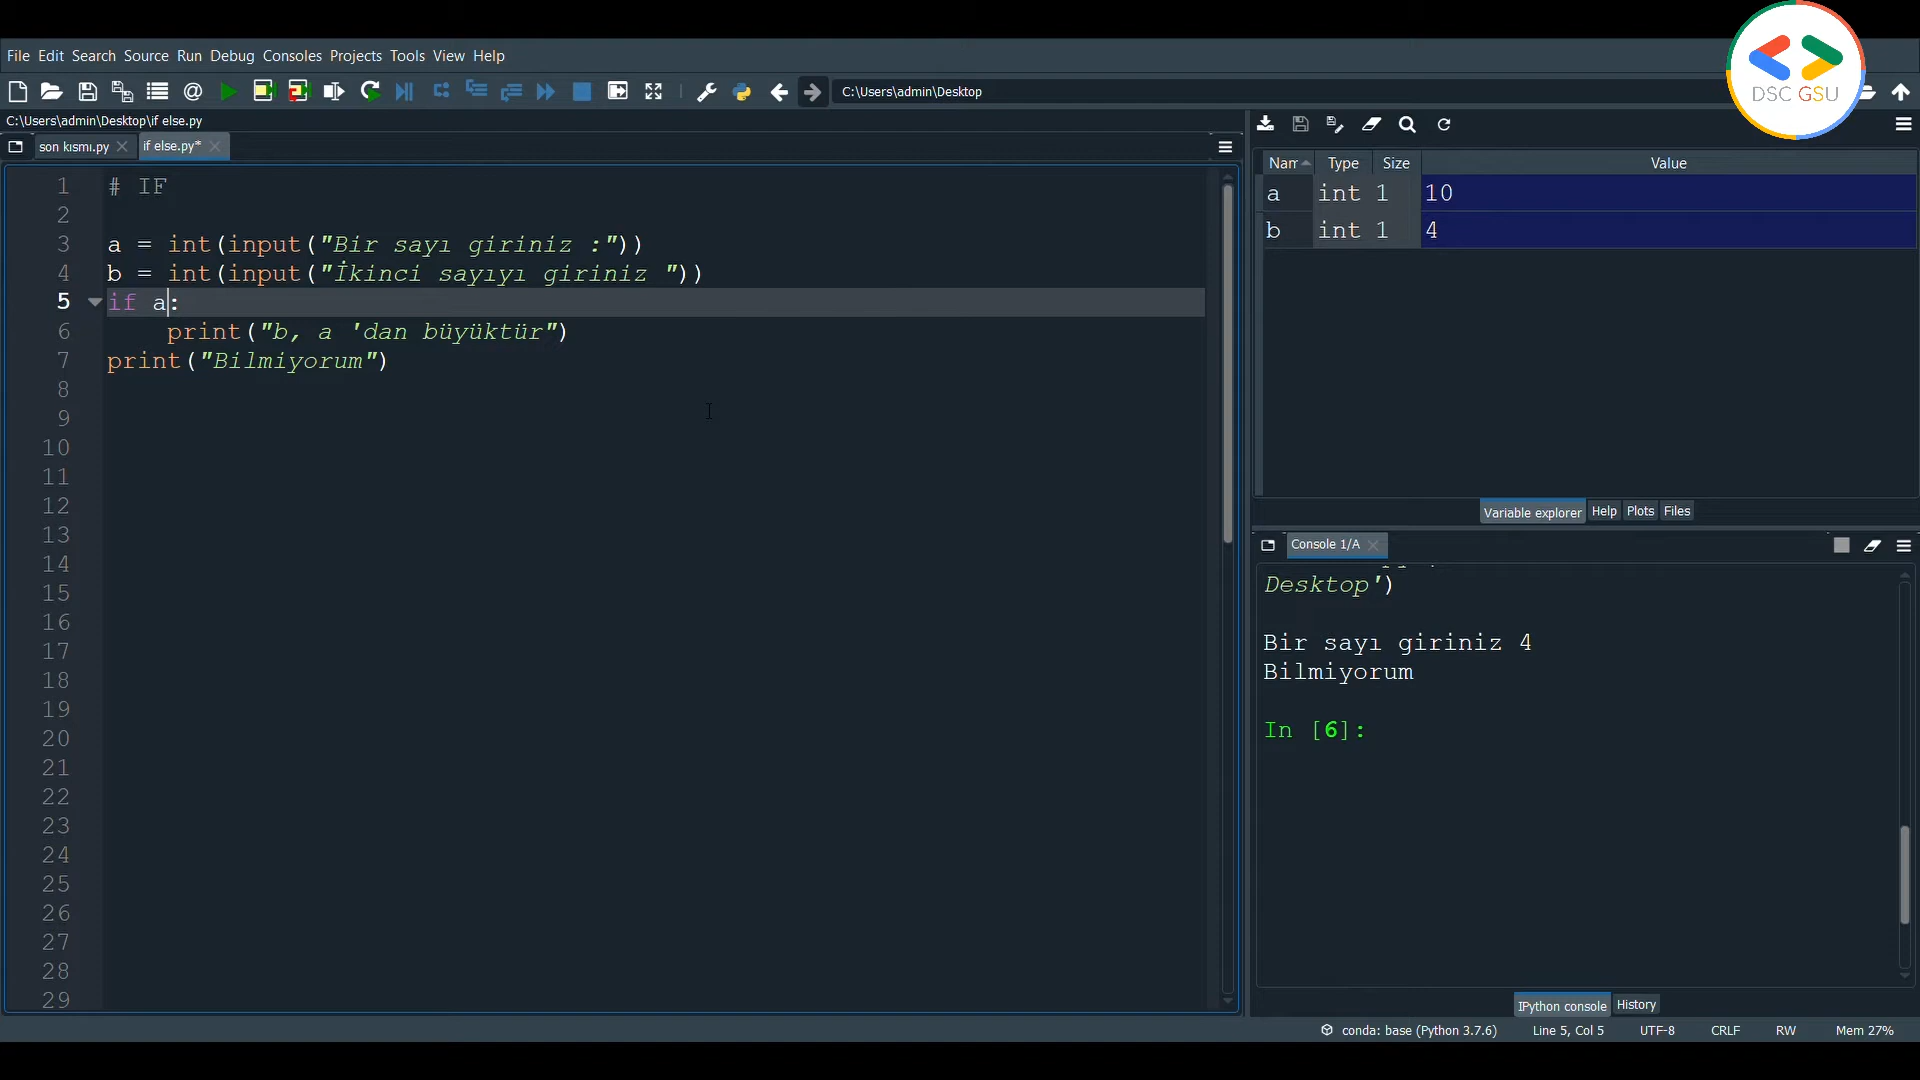 File Edit Search Source Run Debug Consoles Projects Tools View Help
C:\Users\admin\Desktop
DSC GSU
C:\Users\admin\Desktop\if else.py
son kısmı.py
if else.py*
1 # IF
2
3 a = int(input("Bir sayı giriniz :"))
4 b = int(input("İkinci sayıyı giriniz "))
5 if a:
6 print("b, a 'dan büyüktür")
7 print("Bilmiyorum")
8
9
10
11
12
13
14
15
16
17
18
19
20
21
22
23
24
25
26
27
28
29
Nar Type Size Value
a int 1 10
b int 1 4
Variable explorer Help Plots Files
Console 1/A
Desktop')
Bir sayı giriniz 4
Bilmiyorum
In [6]:
IPython console History
conda: base (Python 3.7.6) Line 5, Col 5 UTF-8 CRLF RW Mem 27%